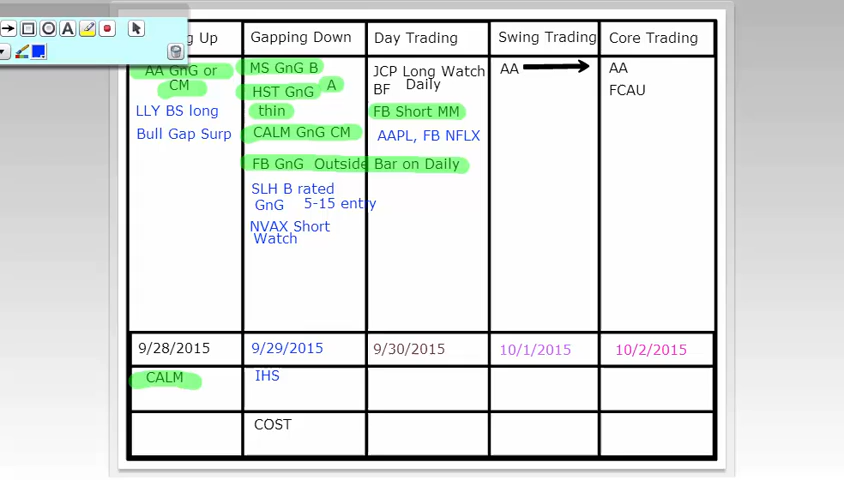 g Up
Gapping Down
Day Trading
Swing Trading
Core Trading
AA GnG or
CM
LLY BS long
Bull Gap Surp
MS GnG B
HST GnG A
thin
CALM GnG CM
FB GnG Outside Bar on Daily
SLH B rated
GnG 5-15 entry
NVAX Short
Watch
JCP Long Watch
BF Daily
FB Short MM
AAPL, FB NFLX
AA
AA
FCAU
9/28/2015
9/29/2015
9/30/2015
10/1/2015
10/2/2015
CALM
IHS
COST
A